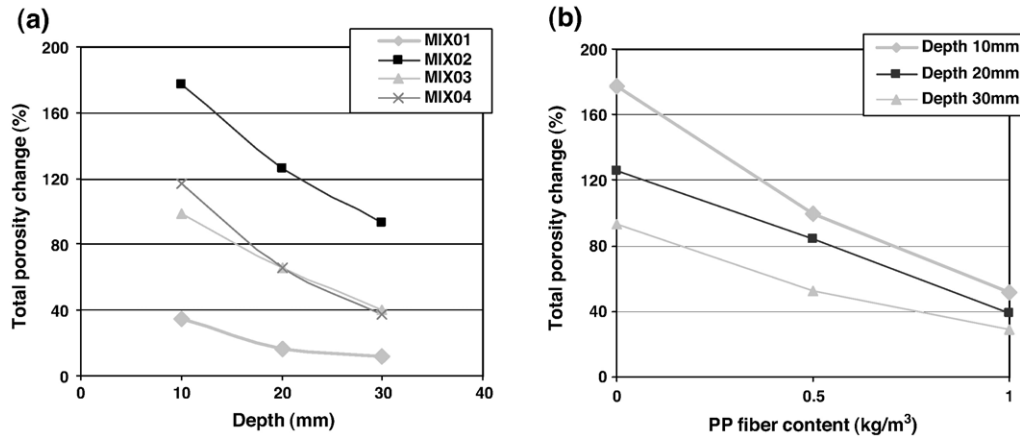 (a)
MIX01
MIX02
MIX03
MIX04
200
160
120
80
40
0
0
10
20
30
40
Total porosity change (%)
Depth (mm)
(b)
Depth 10mm
Depth 20mm
Depth 30mm
200
160
120
80
40
0
0
0.5
1
Total porosity change (%)
PP fiber content (kg/m³)